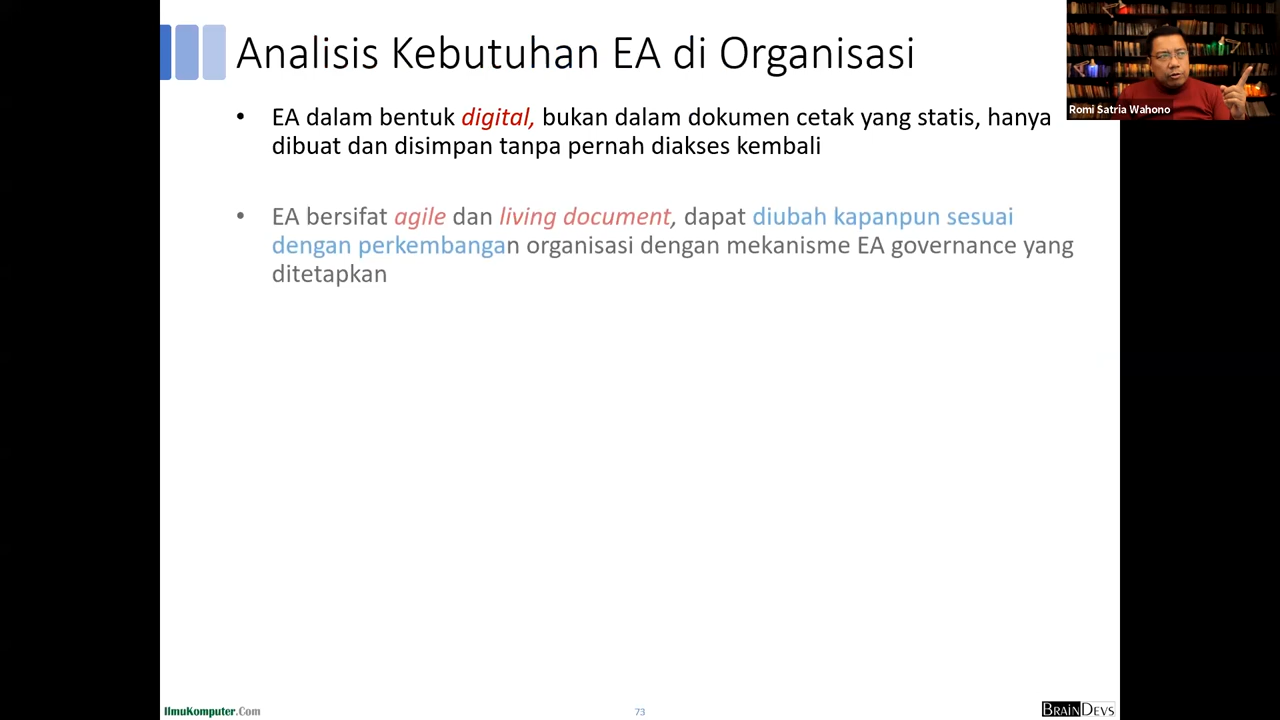 Analisis Kebutuhan EA di Organisasi
Romi Satria Wahono
• EA dalam bentuk digital, bukan dalam dokumen cetak yang statis, hanya
dibuat dan disimpan tanpa pernah diakses kembali
• EA bersifat agile dan living document, dapat diubah kapanpun sesuai
dengan perkembangan organisasi dengan mekanisme EA governance yang
ditetapkan
IlmuKomputer.Com
73
BRAINDEVS